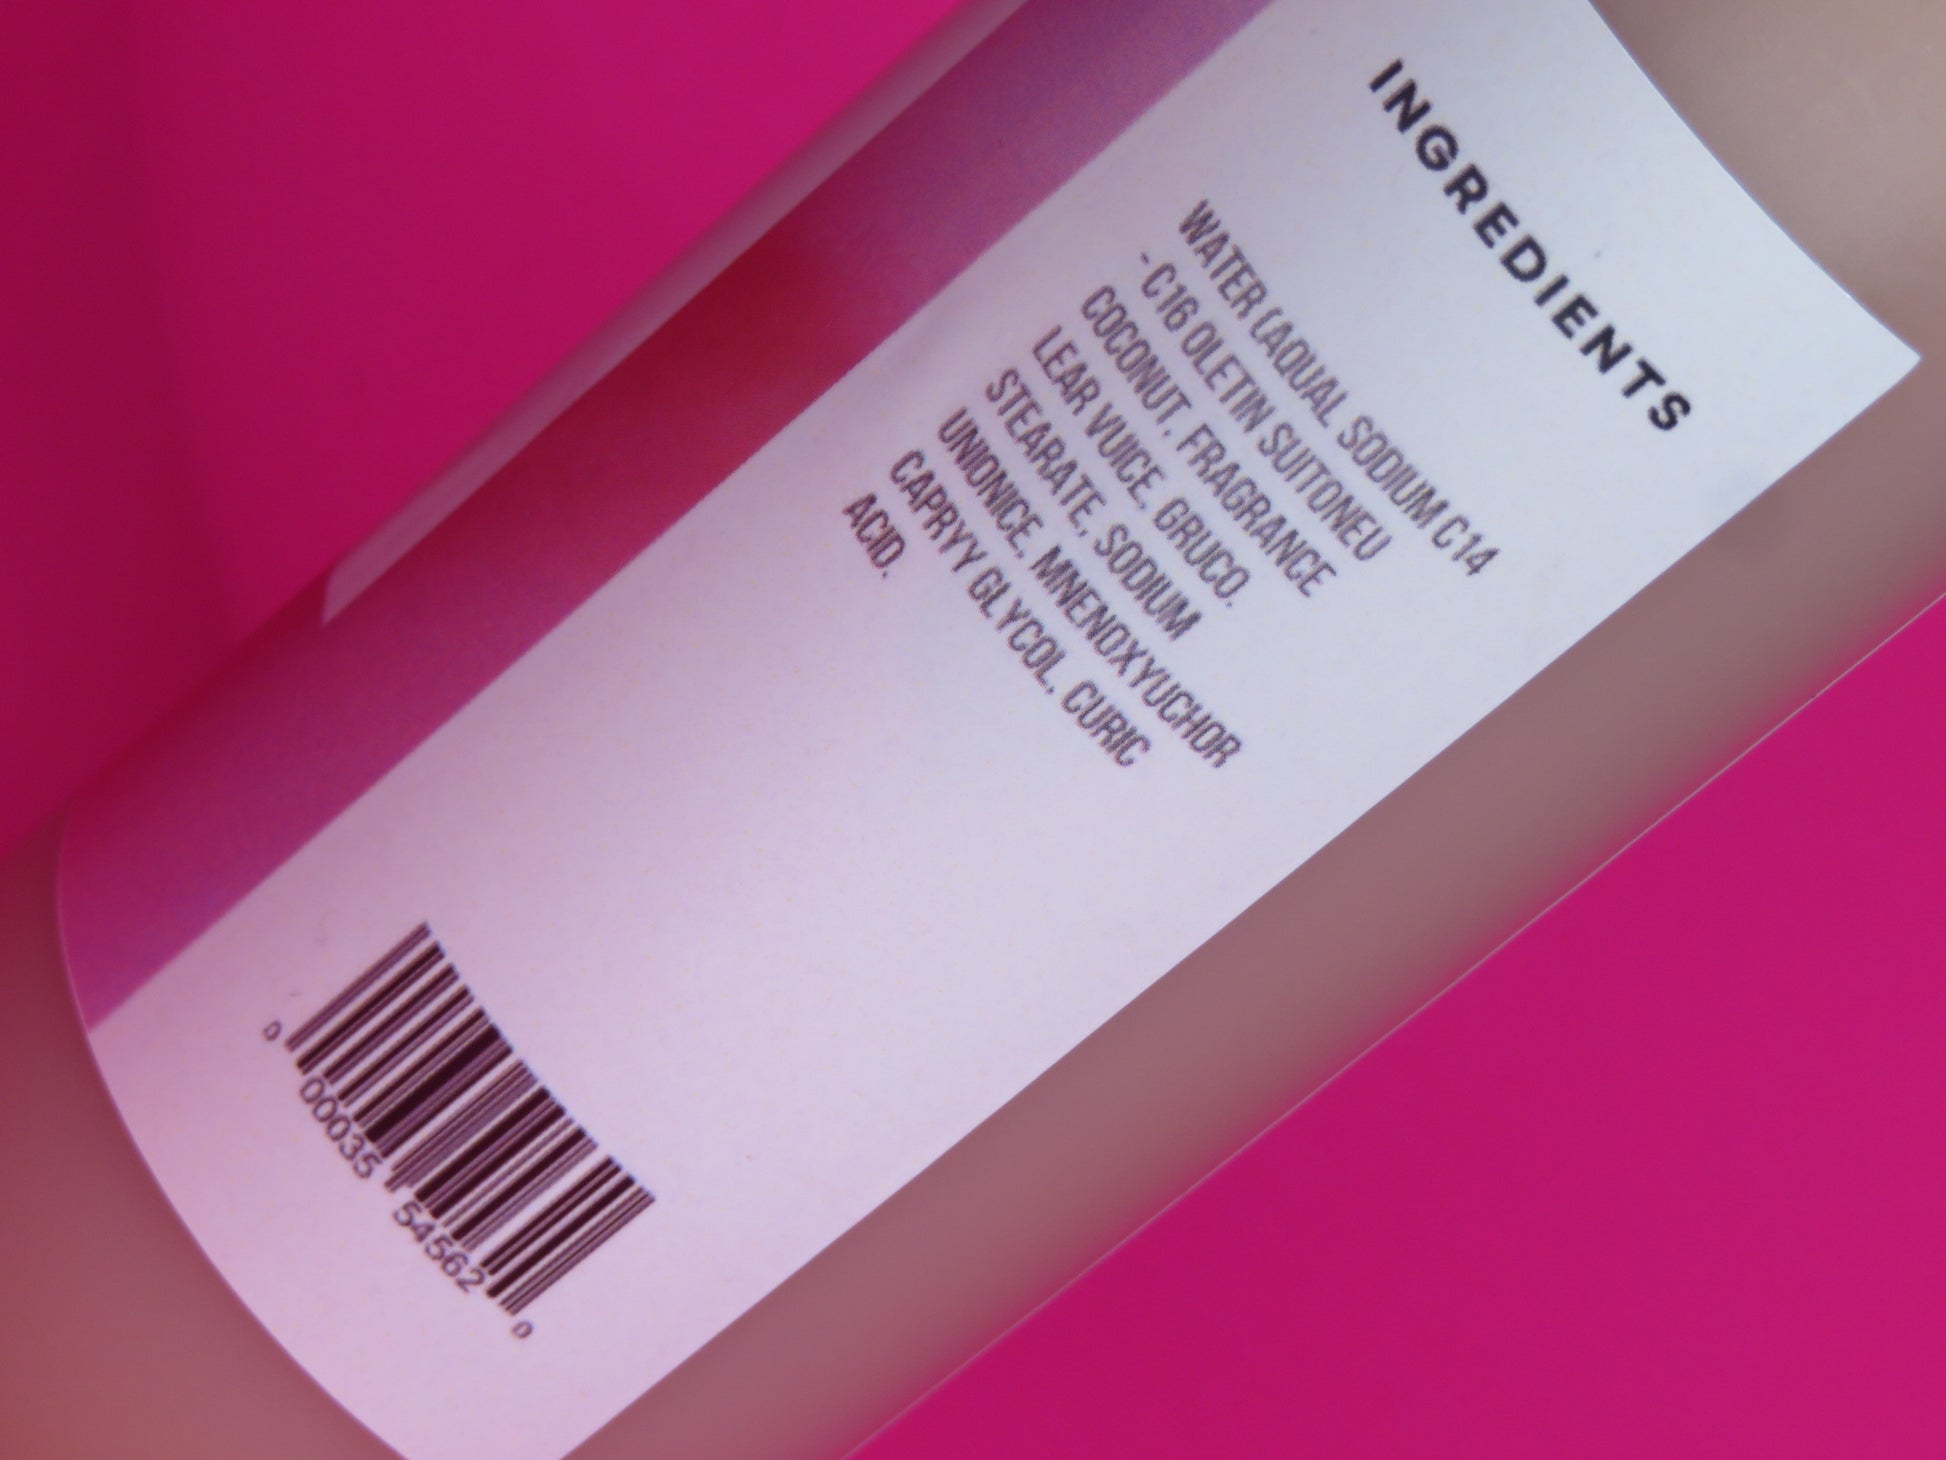 INGREDIENTS
WATER (AQUAL SODIUM C14
- C16 OLETIN SUITONEU
COCONUT, FRAGRANCE
LEAR VUICE, GRUCO.
STEARATE, SODIUM
UNIONICE, MNENOXYUCHOR
CAPRYY GLYCOL, CURIC
ACID.
0 00035 54562 0